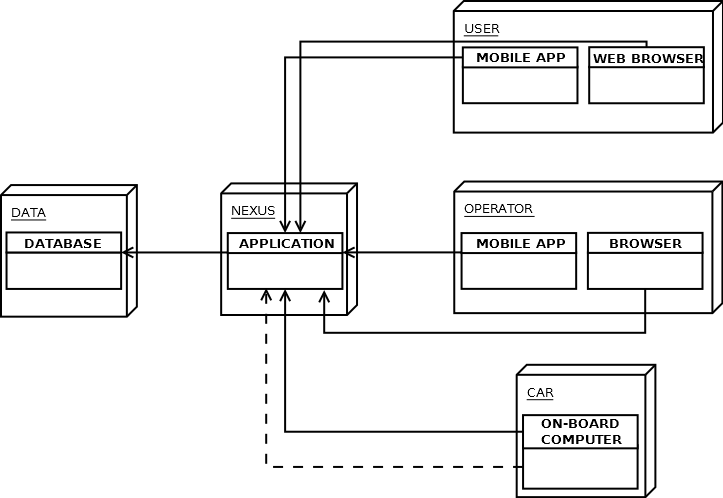 USER
MOBILE APP
WEB BROWSER
DATA
DATABASE
NEXUS
APPLICATION
OPERATOR
MOBILE APP
BROWSER
CAR
ON-BOARD
COMPUTER